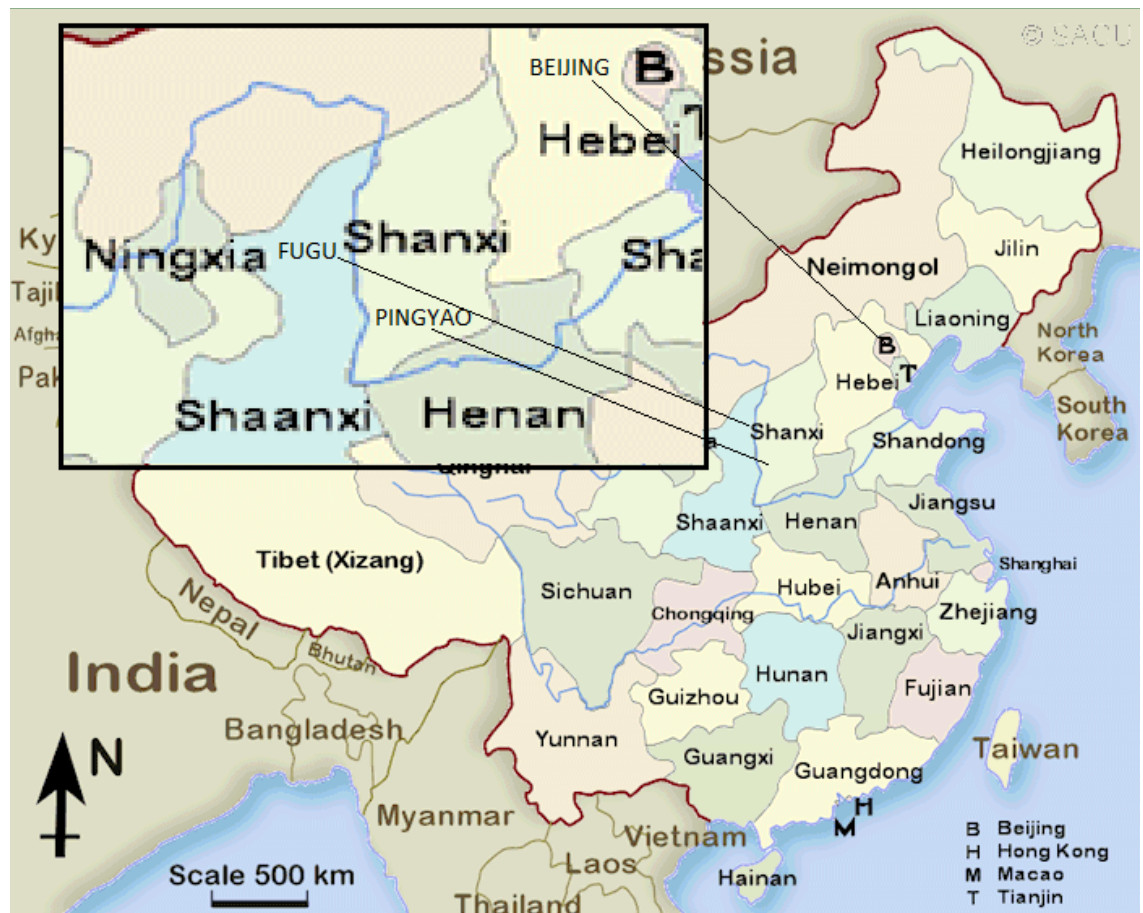 © SACU
ssia
BEIJING
B
Hebei
T
Heilongjiang
Ky
Ningxia
FUGU
Shanxi
Sha
Neimongol
Jilin
Tajil
PINGYAO
Liaoning
Afgh
North
Korea
Pak
B
T
Hebei
Shaanxi
Henan
South
Korea
Shanxi
Shandong
a
Qinghai
Jiangsu
Shaanxi
Henan
Tibet (Xizang)
Shanghai
Sichuan
Hubei
Anhui
Nepal
Chongqing
Zhejiang
Jiangxi
Bhutan
India
Hunan
Guizhou
Fujian
Bangladesh
Yunnan
Taiwan
N
Guangxi
Guangdong
Myanmar
H
M
Vietnam
B Beijing
Laos
H Hong Kong
Scale 500 km
Hainan
M Macao
Thailand
T Tianjin